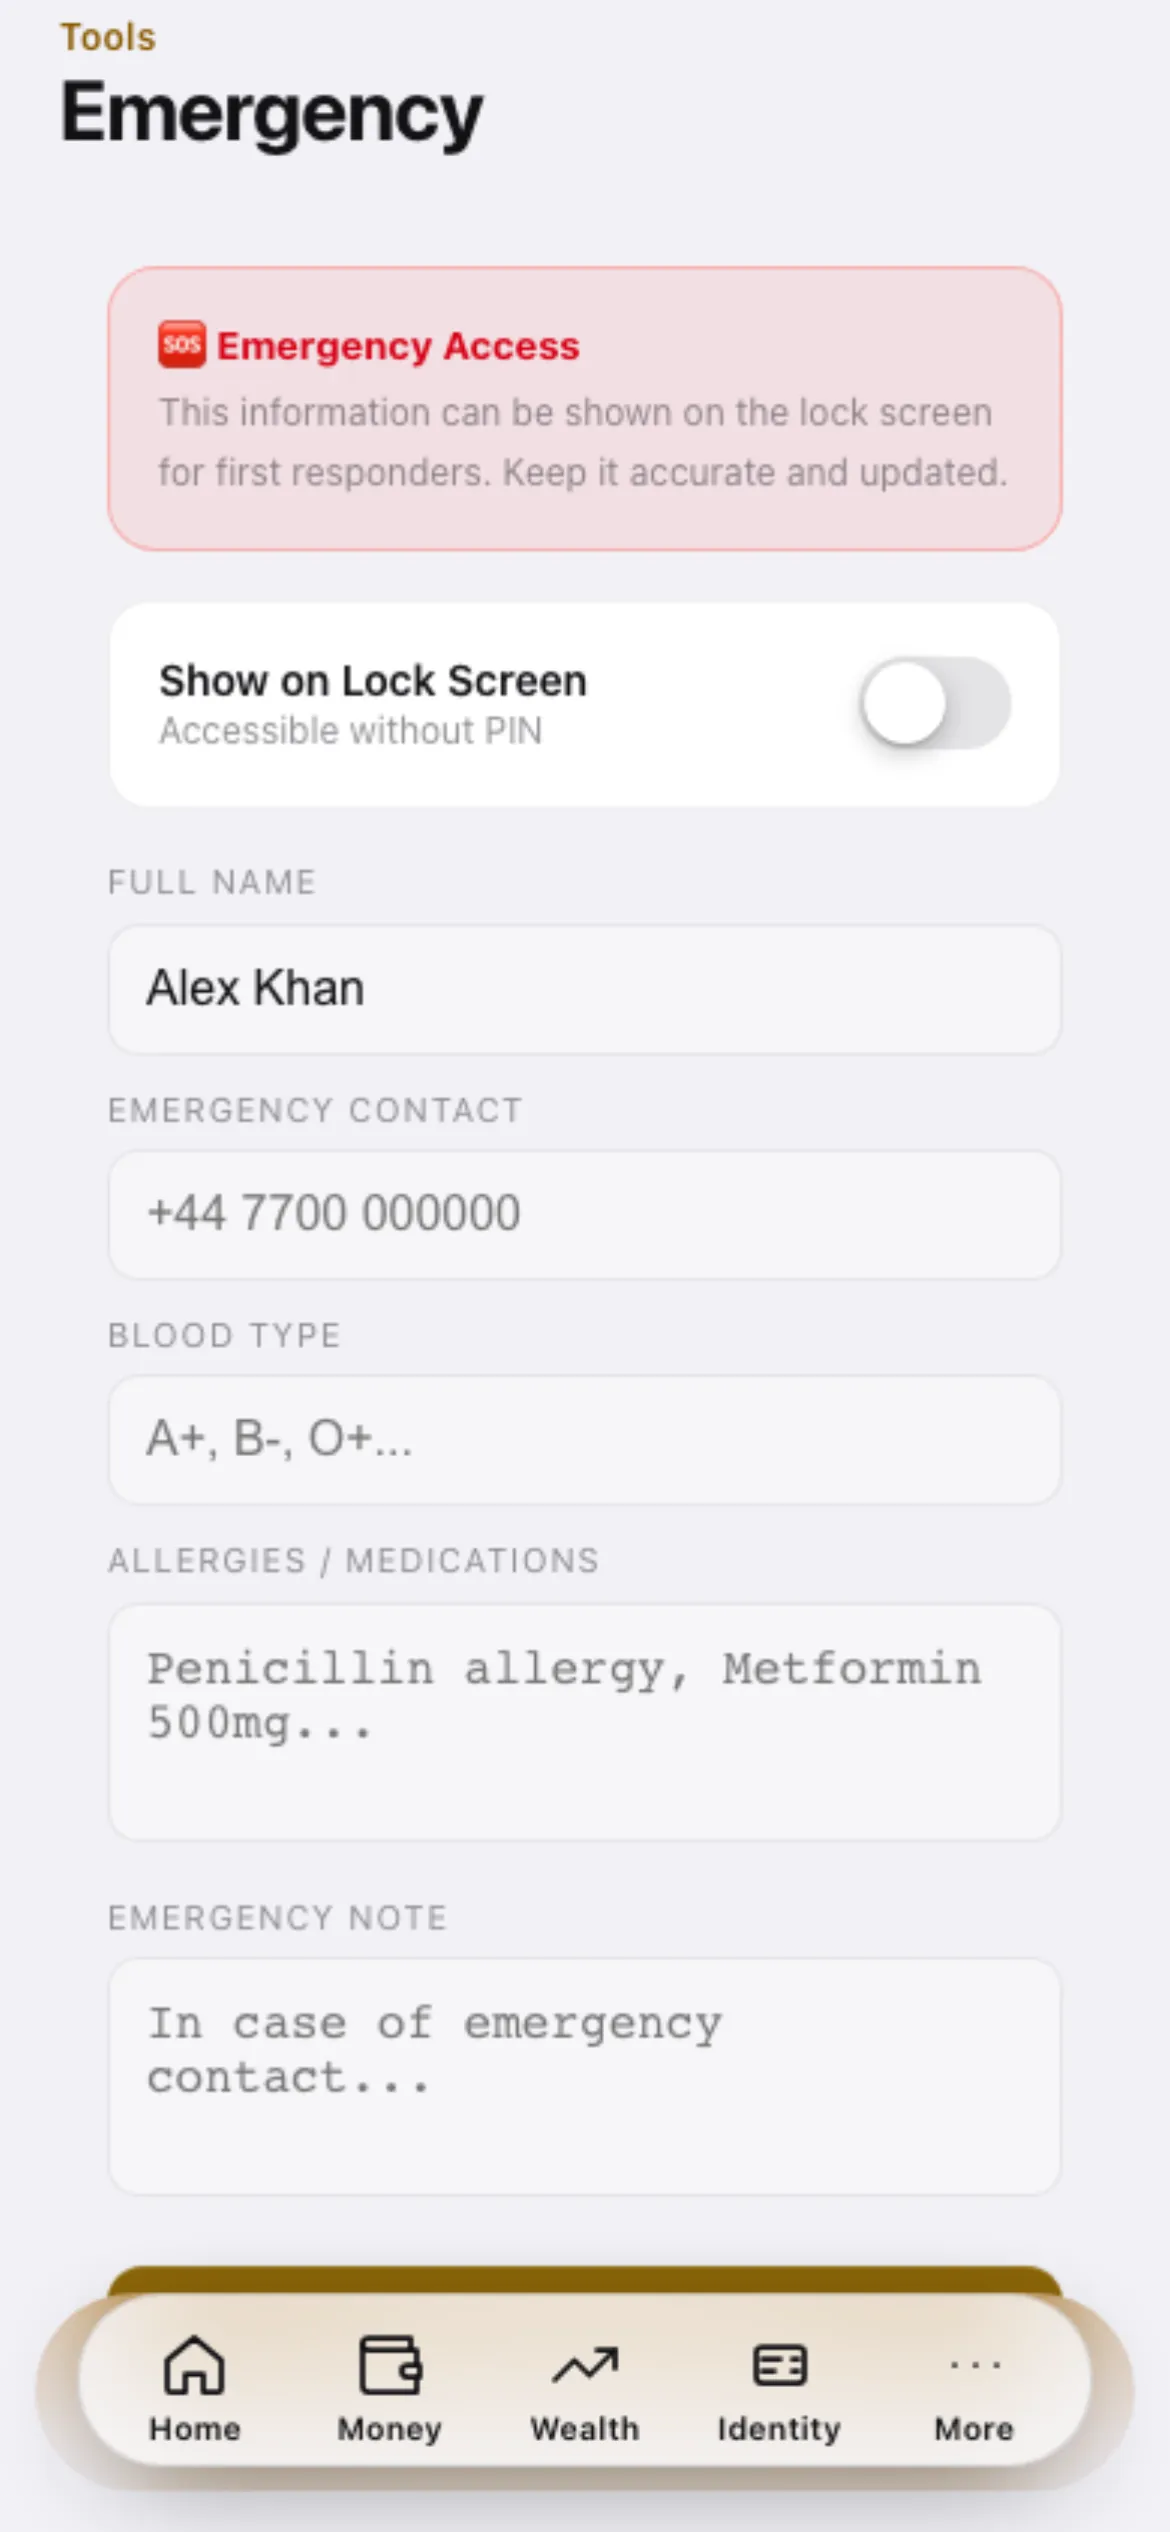 Tools
Emergency
SOS Emergency Access
This information can be shown on the lock screen
for first responders. Keep it accurate and updated.
Show on Lock Screen
Accessible without PIN
FULL NAME
Alex Khan
EMERGENCY CONTACT
+44 7700 000000
BLOOD TYPE
A+, B-, O+...
ALLERGIES / MEDICATIONS
Penicillin allergy, Metformin
500mg...
EMERGENCY NOTE
In case of emergency
contact...
Home Money Wealth Identity More